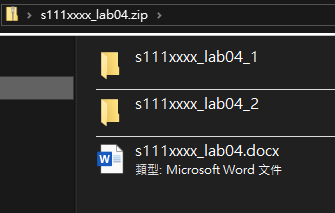 s111xxxx_lab04.zip
s111xxxx_lab04_1
s111xxxx_lab04_2
s111xxxx_lab04.docx
類型: Microsoft Word 文件